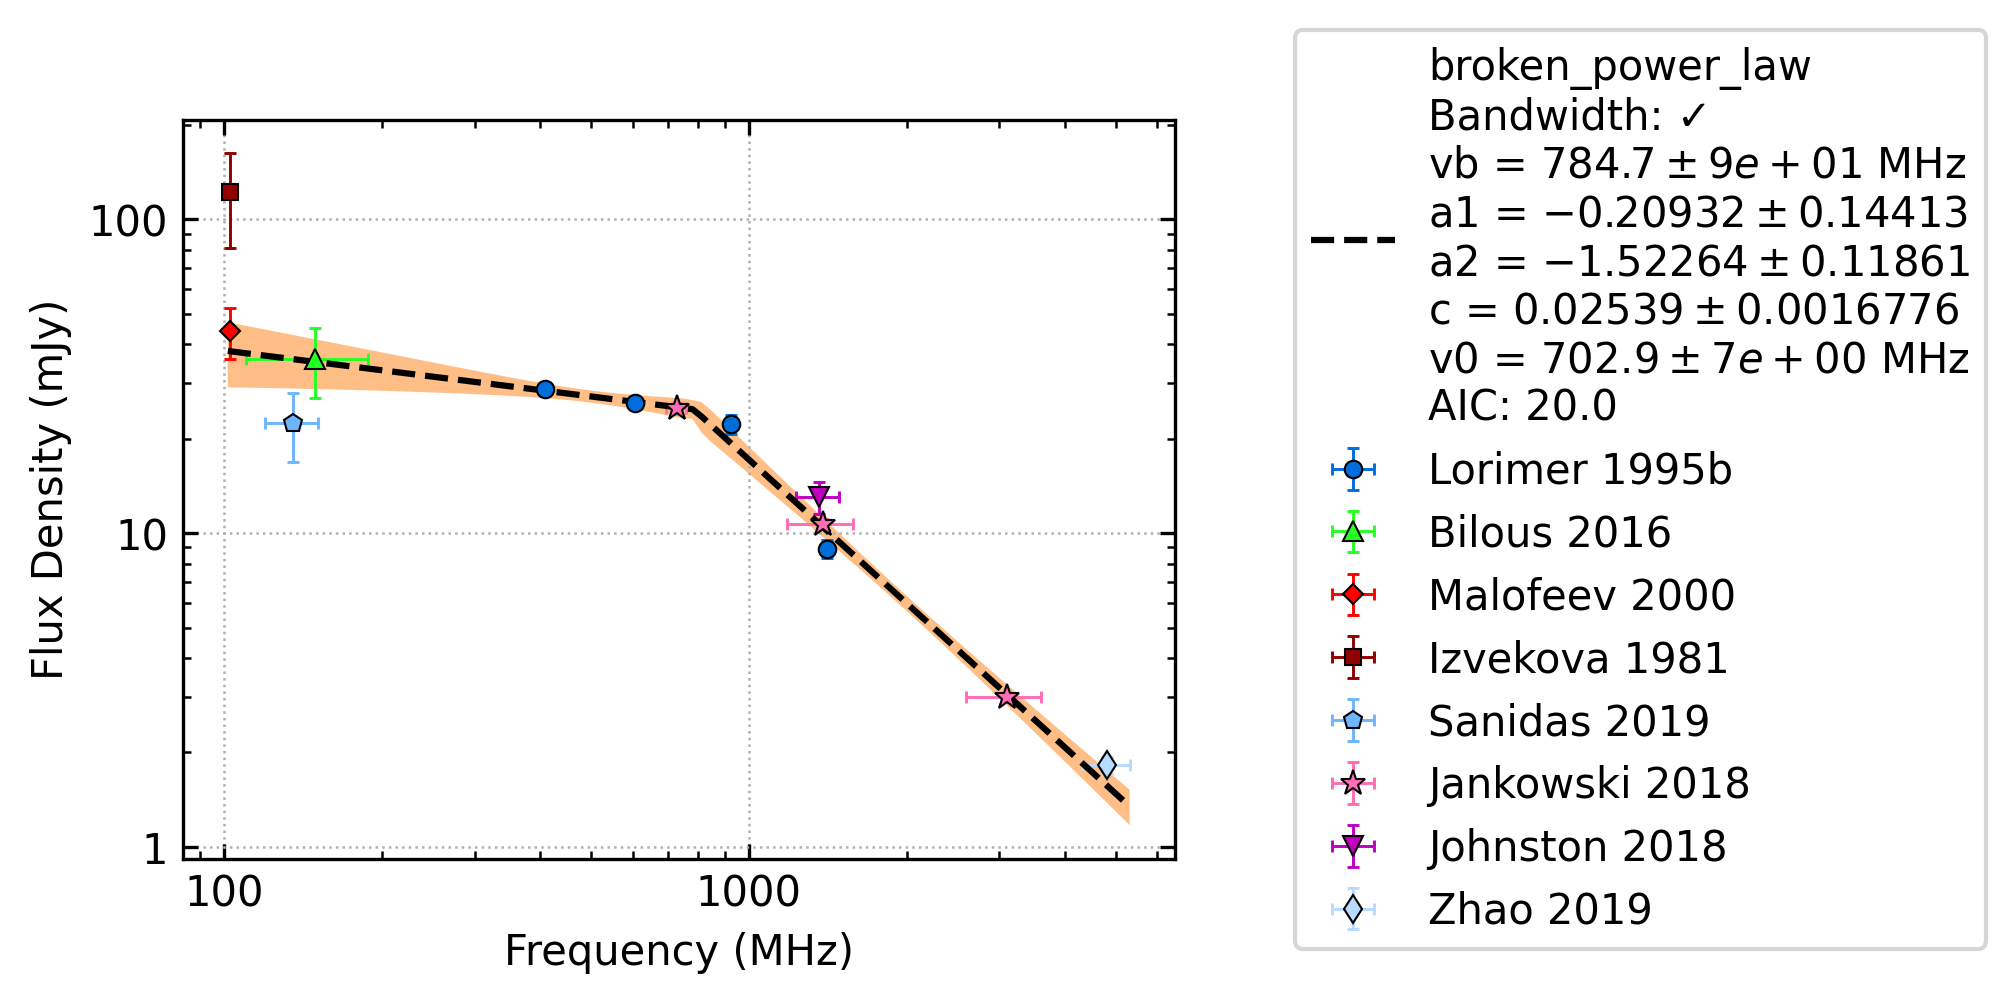 broken_power_law
Bandwidth: ✓
vb = 784.7 ± 9e + 01 MHz
a1 = −0.20932 ± 0.14413
a2 = −1.52264 ± 0.11861
c = 0.02539 ± 0.0016776
v0 = 702.9 ± 7e + 00 MHz
AIC: 20.0
Lorimer 1995b
Bilous 2016
Malofeev 2000
Izvekova 1981
Sanidas 2019
Jankowski 2018
Johnston 2018
Zhao 2019
Flux Density (mJy)
100
10
1
100
1000
Frequency (MHz)